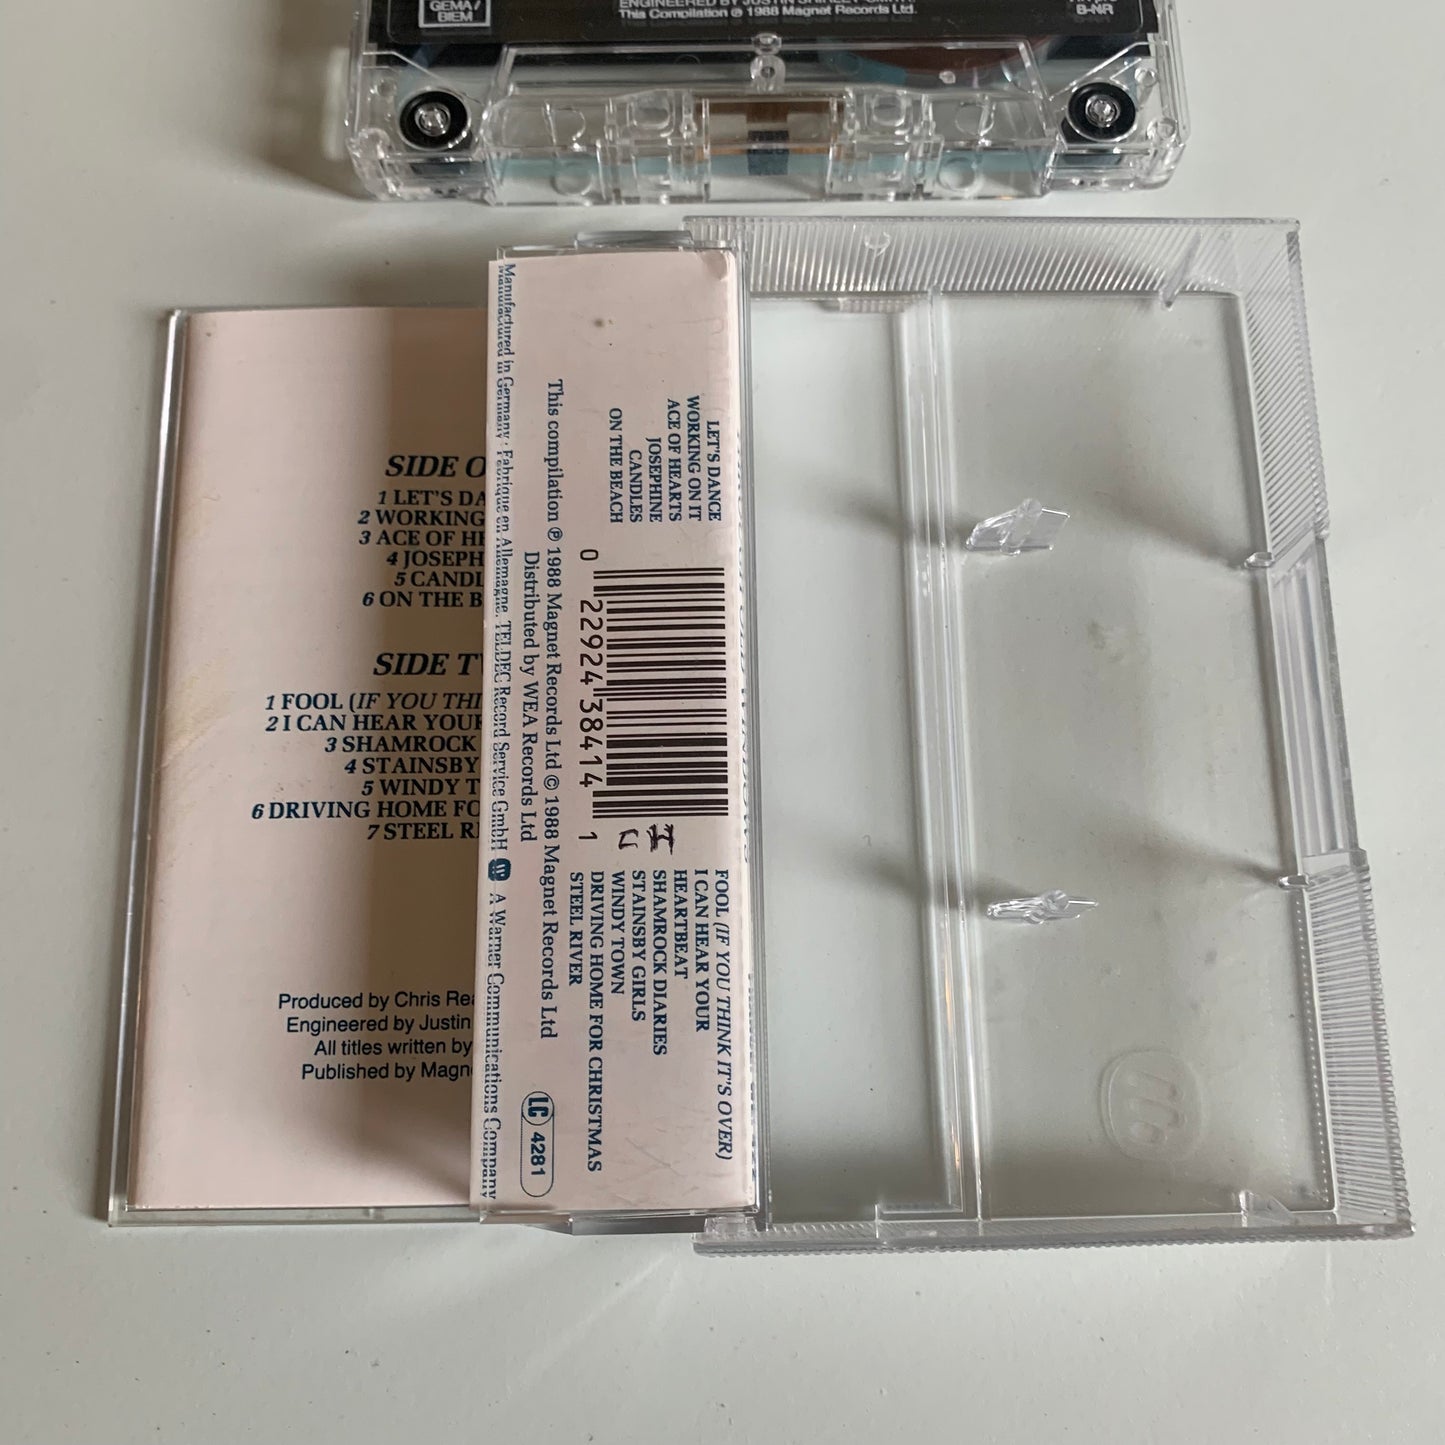 GEMA/
BIEM
This Compilation ℗ 1988 Magnet Records Ltd.
B-NR
SIDE O
1 LET'S DA
2 WORKING
3 ACE OF HE
4 JOSEPH
5 CANDL
6 ON THE B
SIDE TW
1 FOOL (IF YOU THI
2 I CAN HEAR YOUR
3 SHAMROCK
4 STAINSBY
5 WINDY T
6 DRIVING HOME FO
7 STEEL RI
Produced by Chris Rea
Engineered by Justin
All titles written by
Published by Magne
LET'S DANCE
WORKING ON IT
ACE OF HEARTS
JOSEPHINE
CANDLES
ON THE BEACH
0 22924 38414 1
FOOL (IF YOU THINK IT'S OVER)
I CAN HEAR YOUR
HEARTBEAT
SHAMROCK DIARIES
STAINSBY GIRLS
WINDY TOWN
DRIVING HOME FOR CHRISTMAS
STEEL RIVER
This compilation ℗ 1988 Magnet Records Ltd © 1988 Magnet Records Ltd
Distributed by WEA Records Ltd
LC 4281
Manufactured in Germany · Fabriqué en Allemagne, TELDEC Record Service GmbH A Warner Communications Company